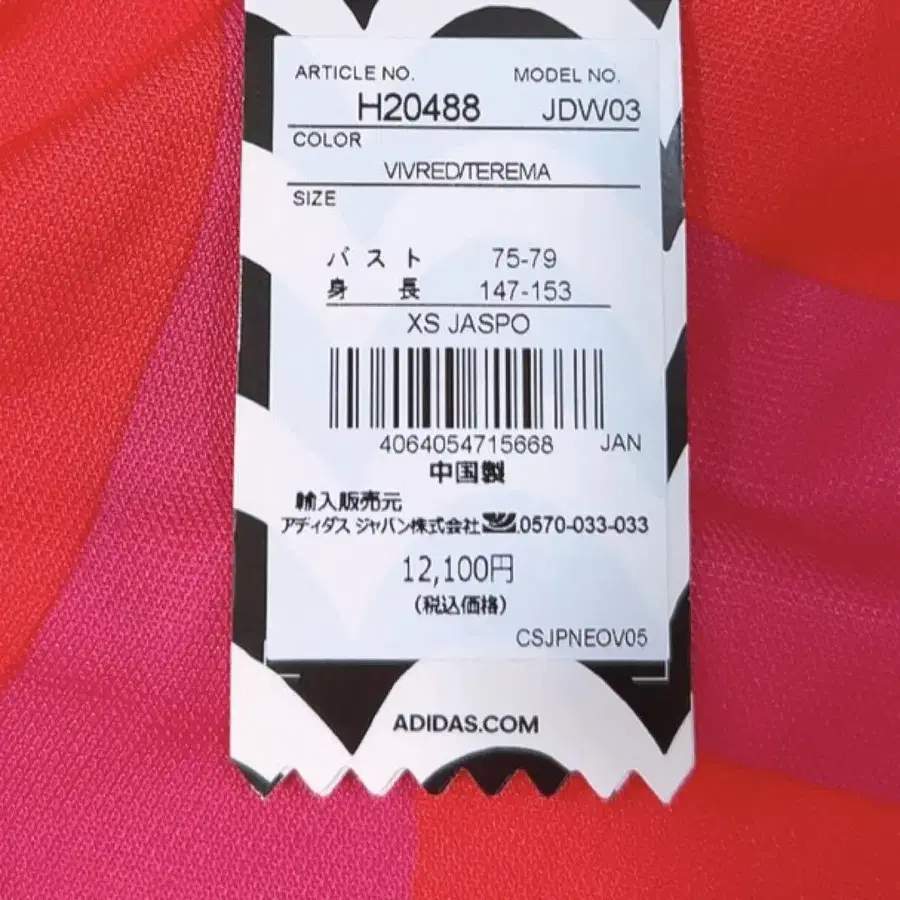 ARTICLE NO. MODEL NO.
H20488 JDW03
COLOR
VIVRED/TEREMA
SIZE
バスト 75-79
身長 147-153
XS JASPO
4064054715668 JAN
中国製
輸入販売元
アディダス ジャパン株式会社 0570-033-033
12,100円
(税込価格)
CSJPNEOV05
ADIDAS.COM